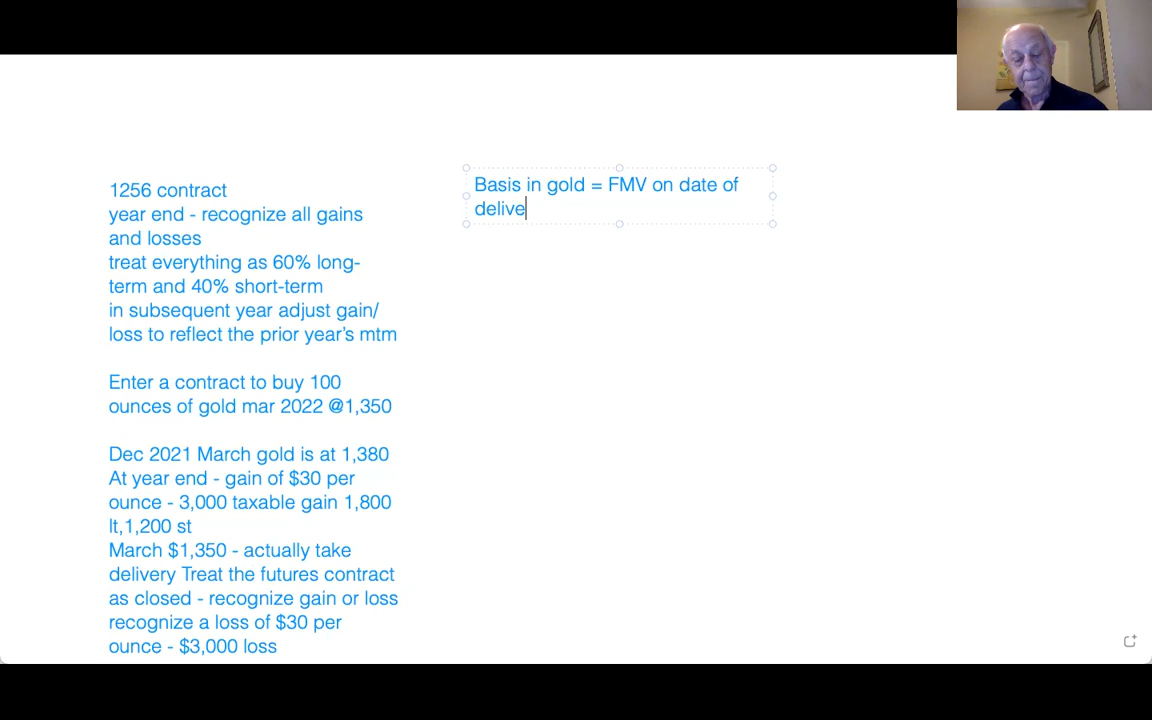 1256 contract
year end - recognize all gains
and losses
treat everything as 60% long-
term and 40% short-term
in subsequent year adjust gain/
loss to reflect the prior year's mtm
Enter a contract to buy 100
ounces of gold mar 2022 @1,350
Dec 2021 March gold is at 1,380
At year end - gain of $30 per
ounce - 3,000 taxable gain 1,800
lt,1,200 st
March $1,350 - actually take
delivery Treat the futures contract
as closed - recognize gain or loss
recognize a loss of $30 per
ounce - $3,000 loss
Basis in gold = FMV on date of
delive